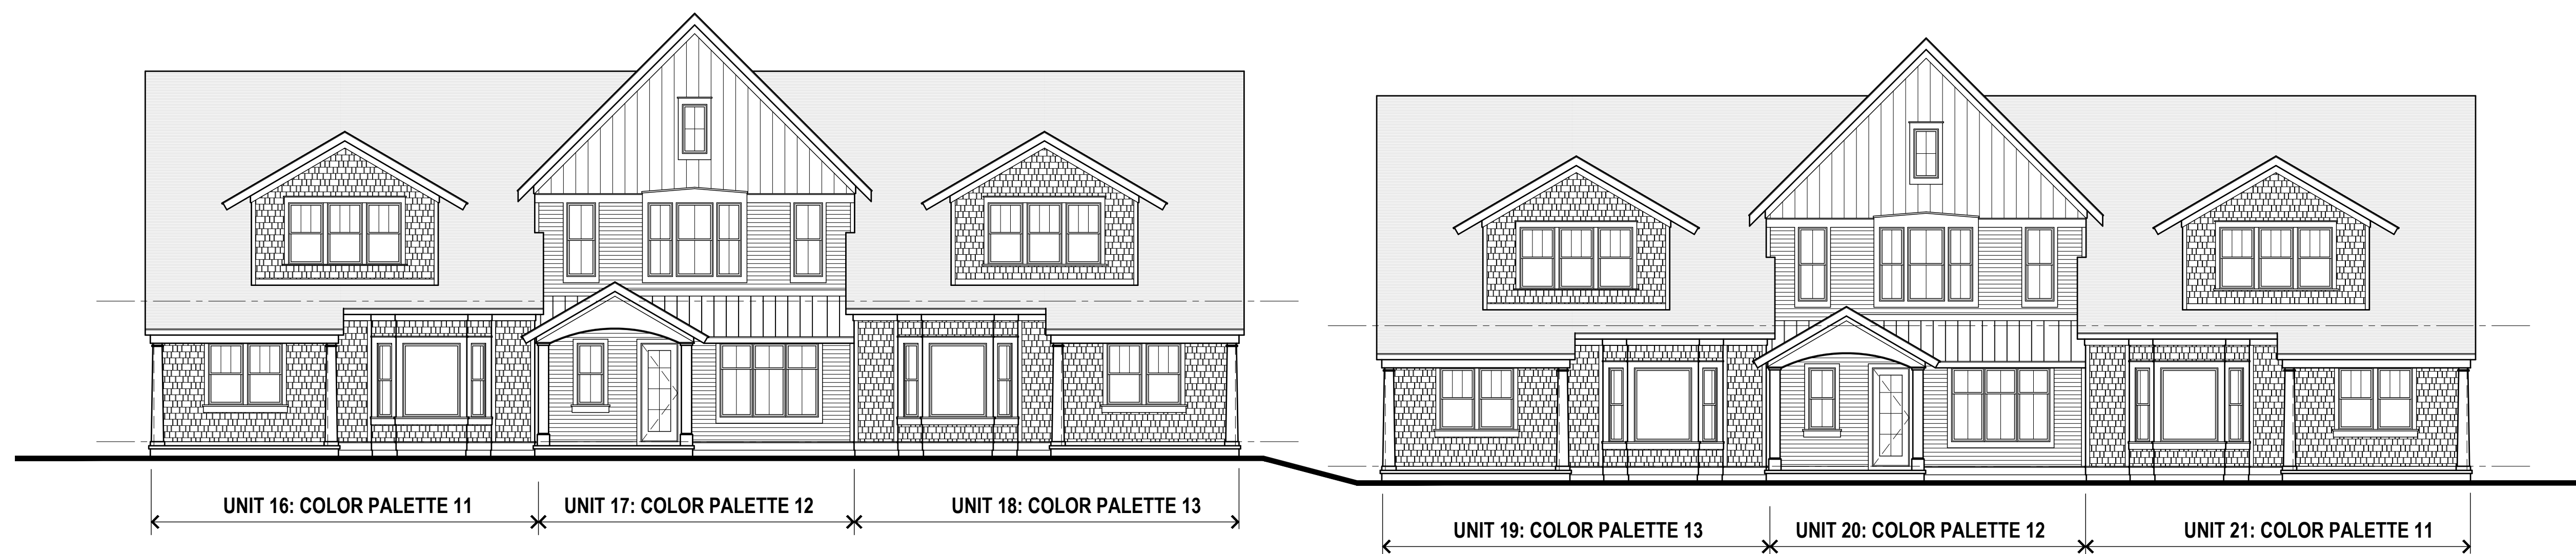 UNIT 16: COLOR PALETTE 11
UNIT 17: COLOR PALETTE 12
UNIT 18: COLOR PALETTE 13
UNIT 19: COLOR PALETTE 13
UNIT 20: COLOR PALETTE 12
UNIT 21: COLOR PALETTE 11